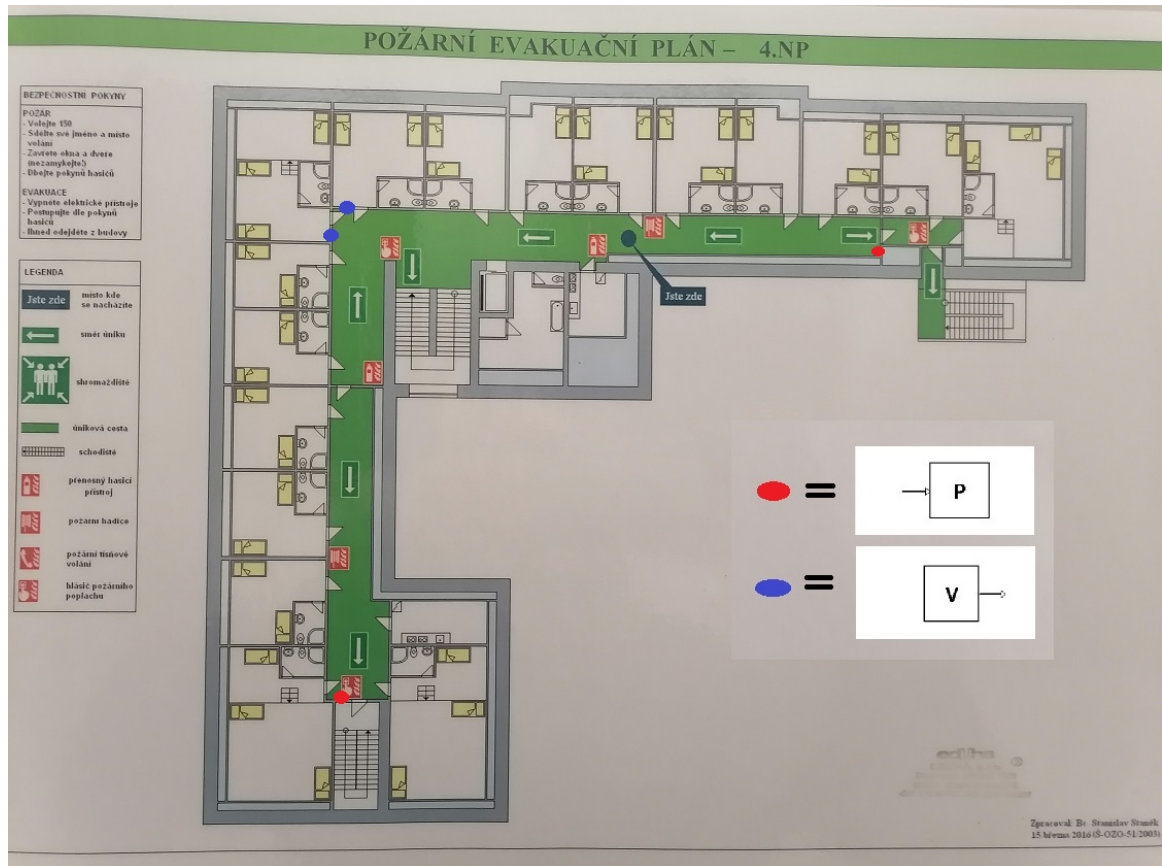 POŽÁRNÍ EVAKUAČNÍ PLÁN – 4.NP
BEZPEČNOSTNÍ POKYNY
POŽÁR
- Volejte 150
- Sdělte své jméno a místo
volání
- Zavřete okna a dveře
(nezamykejte!)
- Dbejte pokynů hasičů
EVAKUACE
- Vypněte elektrické přístroje
- Postupujte dle pokynů
hasičů
- Ihned odejděte z budovy
LEGENDA
Jste zde
místo kde
se nacházíte
směr úniku
shromaždiště
úniková cesta
schodiště
přenosný hasicí
přístroj
požární hadice
požární tísňové
volání
hlásič požárního
poplachu
Jste zde
= P
= V
Zpracoval: Bc. Stanislav Staněk
15 března 2016 (Š-OZO-51/2003)